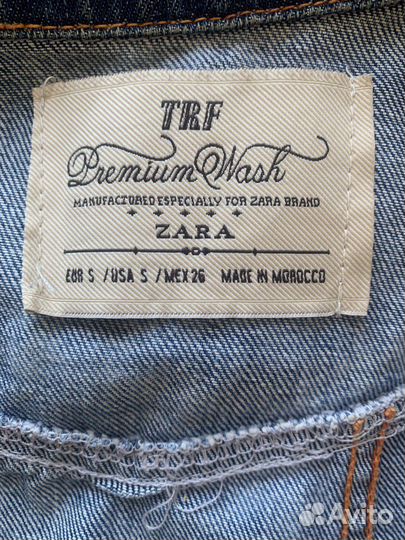 TRF
Premium Wash
MANUFACTURED ESPECIALLY FOR ZARA BRAND
ZARA
EUR S / USA S / MEX 26 MADE IN MOROCCO
Avito